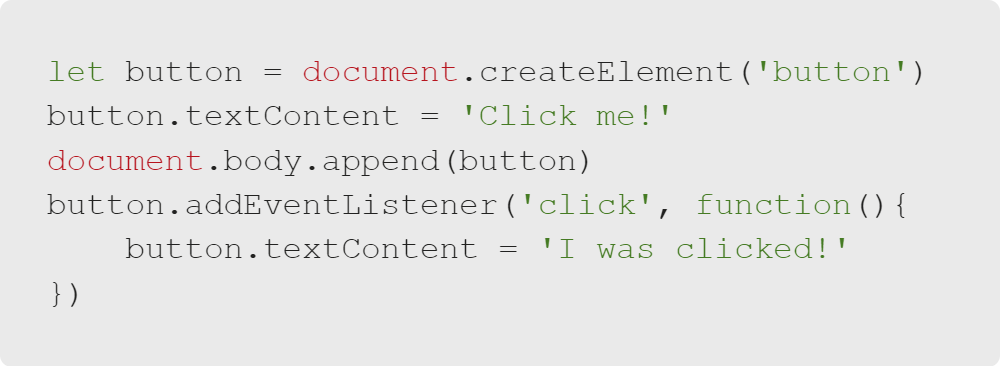 let button = document.createElement('button')
button.textContent = 'Click me!'
document.body.append(button)
button.addEventListener('click', function(){
    button.textContent = 'I was clicked!'
})